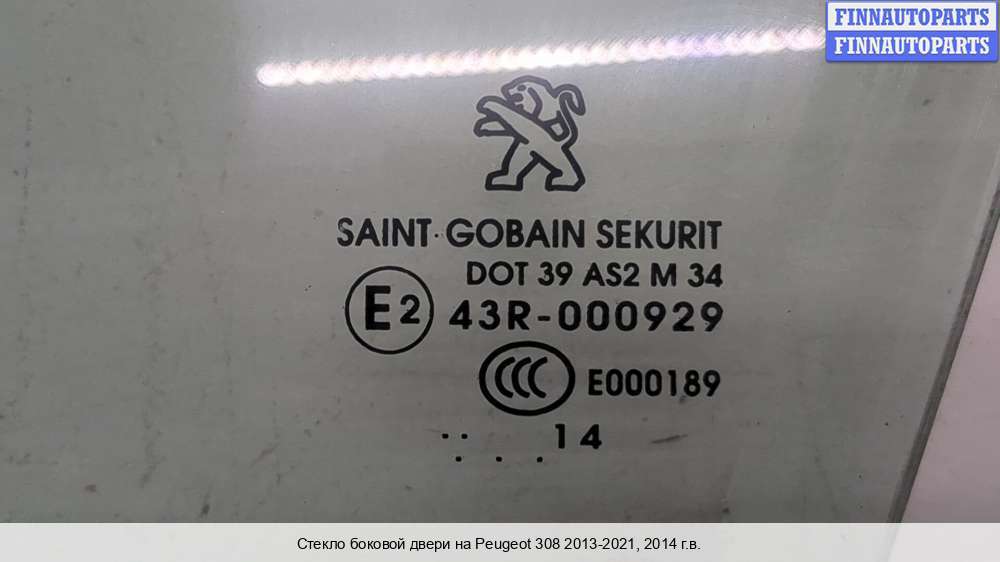 FINNAUTOPARTS
FINNAUTOPARTS
SAINT-GOBAIN SEKURIT
DOT 39 AS2 M 34
E2 43R-000929
CCC E000189
14
Стекло боковой двери на Peugeot 308 2013-2021, 2014 г.в.